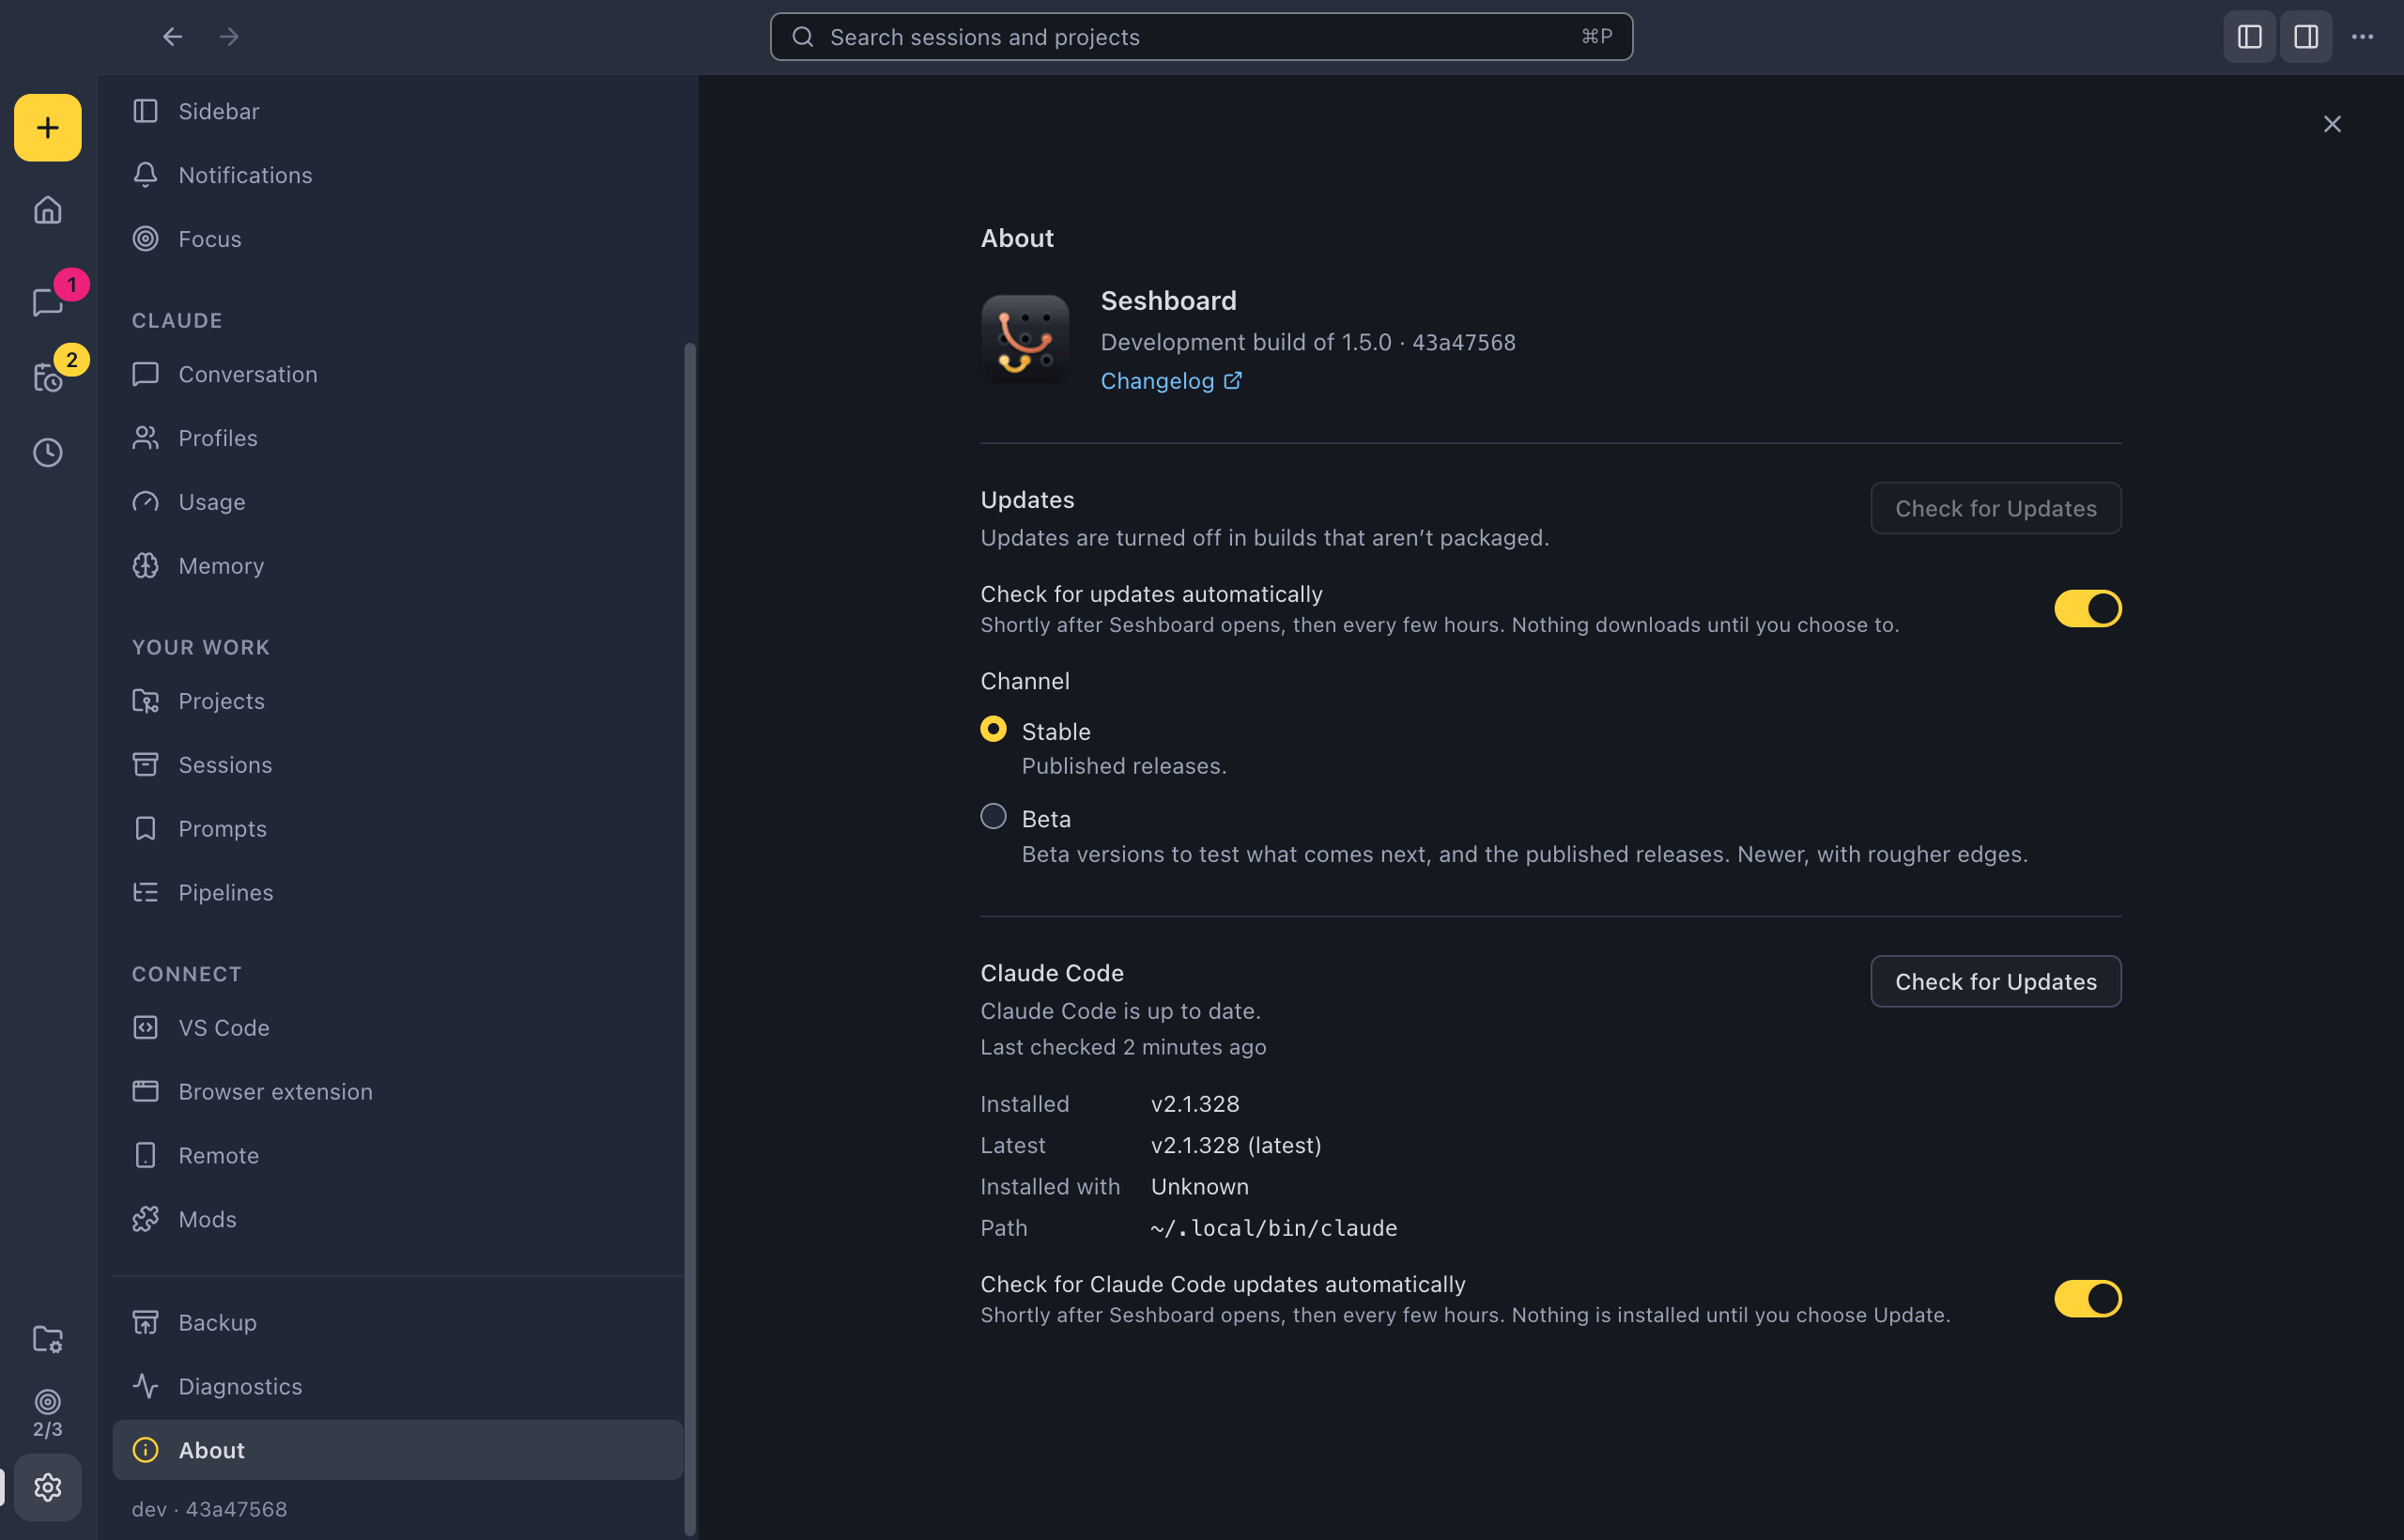 Search sessions and projects
⌘P
1
2
2/3
Sidebar
Notifications
Focus
CLAUDE
Conversation
Profiles
Usage
Memory
YOUR WORK
Projects
Sessions
Prompts
Pipelines
CONNECT
VS Code
Browser extension
Remote
Mods
Backup
Diagnostics
About
dev · 43a47568
About
Seshboard
Development build of 1.5.0 · 43a47568
Changelog
Updates
Check for Updates
Updates are turned off in builds that aren’t packaged.
Check for updates automatically
Shortly after Seshboard opens, then every few hours. Nothing downloads until you choose to.
Channel
Stable
Published releases.
Beta
Beta versions to test what comes next, and the published releases. Newer, with rougher edges.
Claude Code
Check for Updates
Claude Code is up to date.
Last checked 2 minutes ago
Installed v2.1.328
Latest v2.1.328 (latest)
Installed with Unknown
Path ~/.local/bin/claude
Check for Claude Code updates automatically
Shortly after Seshboard opens, then every few hours. Nothing is installed until you choose Update.